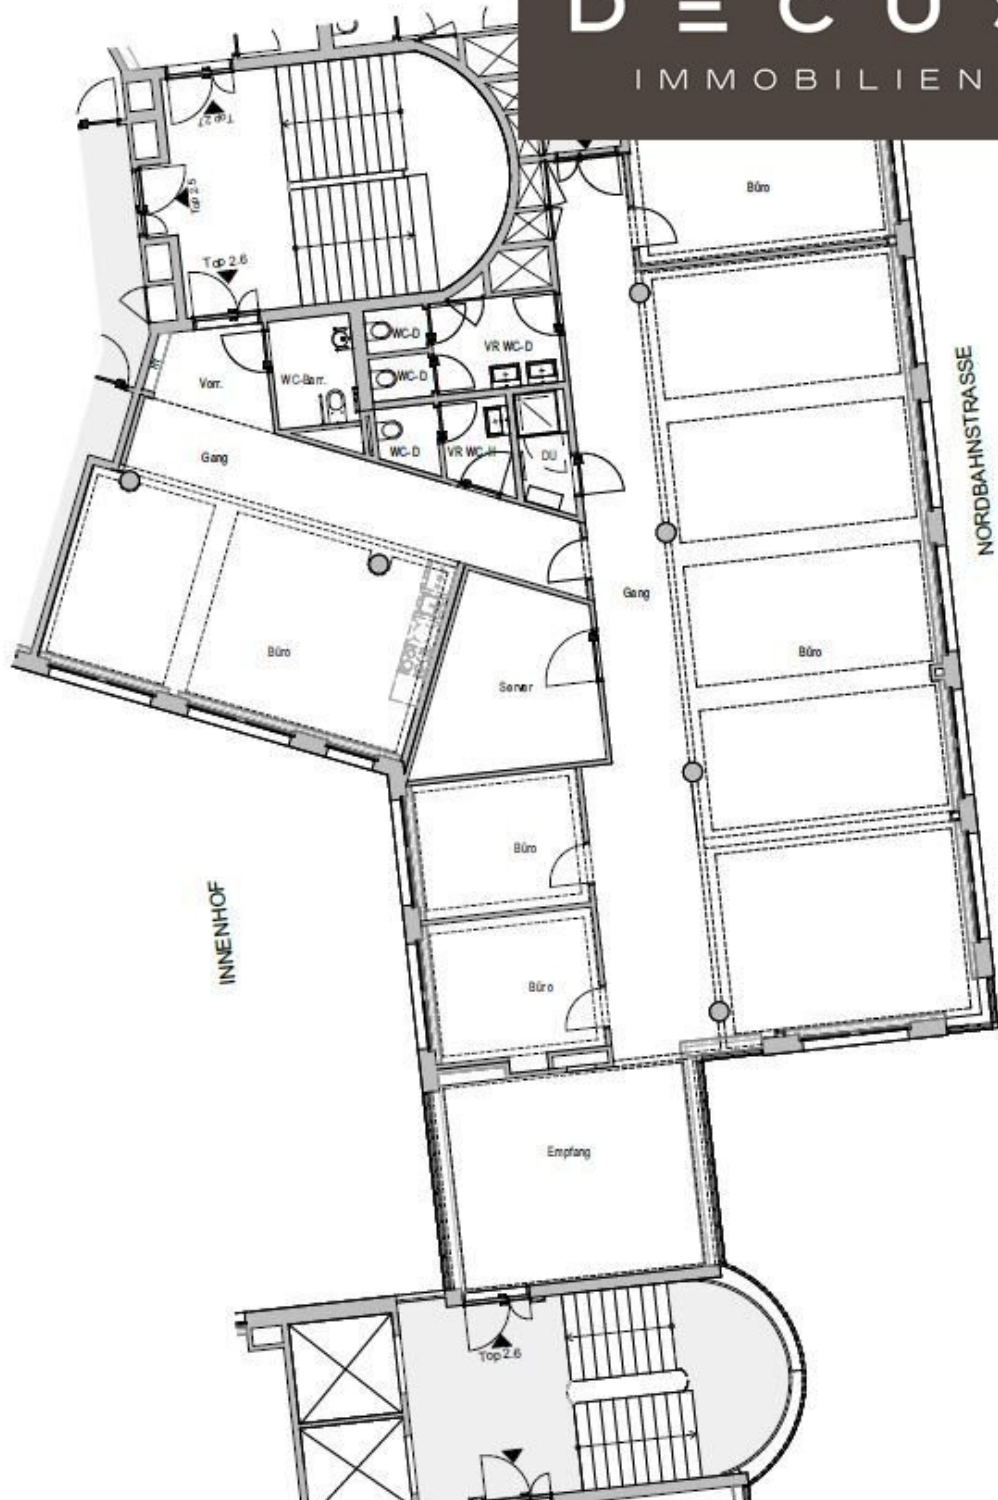 DECUS
IMMOBILIEN
Top 2.7
Büro
Top 2.5
Top 2.6
WC-D
VR WC-D
Vorr.
WC-Barr.
WC-D
WC-D
VR WC-H
DU
Gang
NORDBAHNSTRASSE
Gang
Büro
Büro
Server
Büro
INNENHOF
Büro
Empfang
Top 2.6